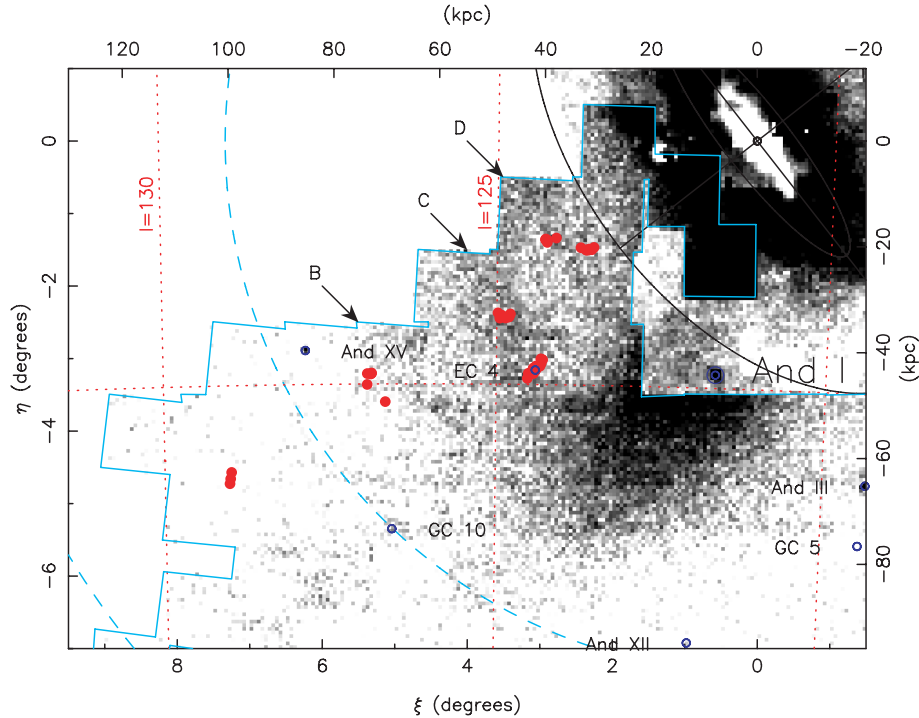 (kpc)
120 100 80 60 40 20 0 −20
D
l=130
l=125
C
B
And XV
EC 4
And I
And III
GC 10
GC 5
And XII
0
−2
−4
−6
η (degrees)
0
−20
−40
−60
−80
(kpc)
8 6 4 2 0
ξ (degrees)